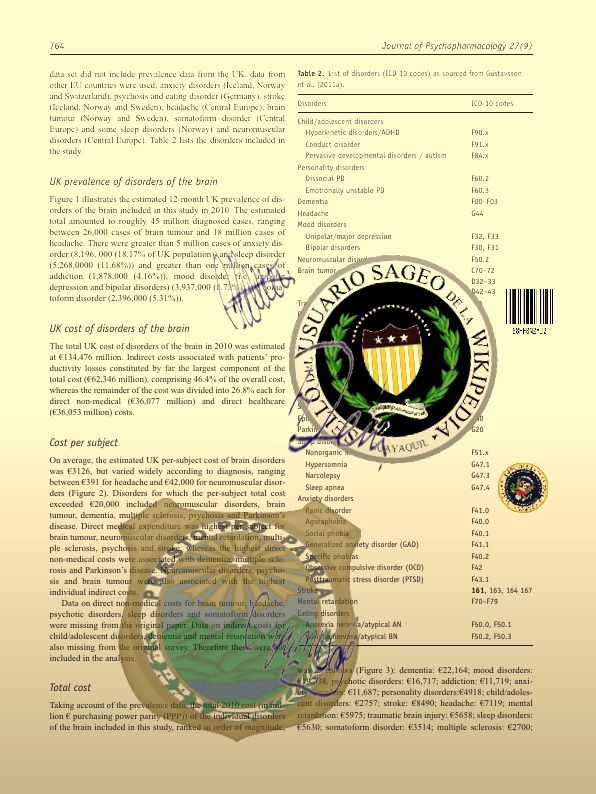 764
Journal of Psychopharmacology 27(9)
data set did not include prevalence data from the UK, data from
other EU countries were used; anxiety disorders (Iceland, Norway
and Switzerland), psychosis and eating disorder (Germany), stroke
(Iceland, Norway and Sweden), headache (Central Europe), brain
tumour (Norway and Sweden), somatoform disorder (Central
Europe) and some sleep disorders (Norway) and neuromuscular
disorders (Central Europe). Table 2 lists the disorders included in
the study.
UK prevalence of disorders of the brain
Figure 1 illustrates the estimated 12-month UK prevalence of dis-
orders of the brain included in this study in 2010. The estimated
total amounted to roughly 45 million diagnosed cases, ranging
between 26,000 cases of brain tumour and 18 million cases of
headache. There were greater than 5 million cases of anxiety dis-
order (8,196, 000 (18.17% of UK population)) and sleep disorder
(5,268,0000 (11.68%)) and greater than one million cases of
addiction (1,878,000 (4.16%)), mood disorder
depression and bipolar disorders) (3,937,000
toform disorder (2,396,000 (5.31%)).
UK cost of disorders of the brain
The total UK cost of disorders of the brain in 2010 was estimated
at €134,476 million. Indirect costs associated with patients' pro-
ductivity losses constituted by far the largest component of the
total cost (€62,346 million), comprising 46.4% of the overall cost,
whereas the remainder of the cost was divided into 26.8% each for
direct non-medical (€36,077 million) and direct healthcare
(€36,053 million) costs.
Cost per subject
On average, the estimated UK per-subject cost of brain disorders
was €3126, but varied widely according to diagnosis, ranging
between €391 for headache and €42,000 for neuromuscular disor-
ders (Figure 2). Disorders for which the per-subject total cost
exceeded €20,000 included neuromuscular disorders, brain
tumour, dementia, multiple sclerosis, psychosis and Parkinson's
disease. Direct medical expenditure was highest per subject for
brain tumour, neuromuscular disorders, mental retardation, multi-
ple sclerosis, psychosis and stroke, whereas the highest direct
non-medical costs were associated with dementia, multiple scle-
rosis and Parkinson's disease. Neuromuscular disorders, psycho-
sis and brain tumour were also associated with the highest
individual indirect costs.
Data on direct non-medical costs for brain tumour, headache,
psychotic disorders, sleep disorders and somatoform disorders
were missing from the original paper. Data on indirect costs for
child/adolescent disorders, dementia and mental retardation were
also missing from the original survey. Therefore these were not
included in the analysis.
Total cost
Taking account of the prevalence data, the total 2010 cost (in mil-
lion € purchasing power parity (PPP)) of the individual disorders
of the brain included in this study, ranked in order of magnitude,
Table 2. List of disorders (ICD-10 codes) as sourced from Gustavsson
et al. (2011a).
Disorders ICD-10 codes
Child/adolescent disorders
Hyperkinetic disorders/ADHD F90.x
Conduct disorder F91.x
Pervasive developmental disorders / autism F84.x
Personality disorders
Dissocial PD F60.2
Emotionally unstable PD F60.3
Dementia F00–F03
Headache G44
Mood disorders
Unipolar/major depression F32, F33
Bipolar disorders F30, F31
Neuromuscular F50.2
Brain tumor C70–72
D32–33
D42–43
G20
Nonorganic F51.x
Hypersomnia G47.1
Narcolepsy G47.3
Sleep apnea G47.4
Anxiety disorders
Panic disorder F41.0
Agoraphobia F40.0
Social phobia F40.1
Generalized anxiety disorder (GAD) F41.1
Specific phobias F40.2
Obsessive compulsive disorder (OCD) F42
Posttraumatic stress disorder (PTSD) F43.1
Stroke 161, 163, 164 167
Mental retardation F70–F79
Eating disorders
Anorexia nervosa/atypical AN F50.0, F50.1
nervosa/atypical BN F50.2, F50.3
was as follows (Figure 3): dementia: €22,164; mood disorders:
psychotic disorders: €16,717; addiction: €11,719; anxi-
ety disorders: €11,687; personality disorders:€4918; child/adoles-
cent disorders: €2757; stroke: €8490; headache: €7119; mental
retardation: €5975; traumatic brain injury: €5658; sleep disorders:
€5630; somatoform disorder: €3514; multiple sclerosis: €2700;
SELLO DEL USUARIO SAGEO DE LA WIKIPEDIA
GUAYAQUIL